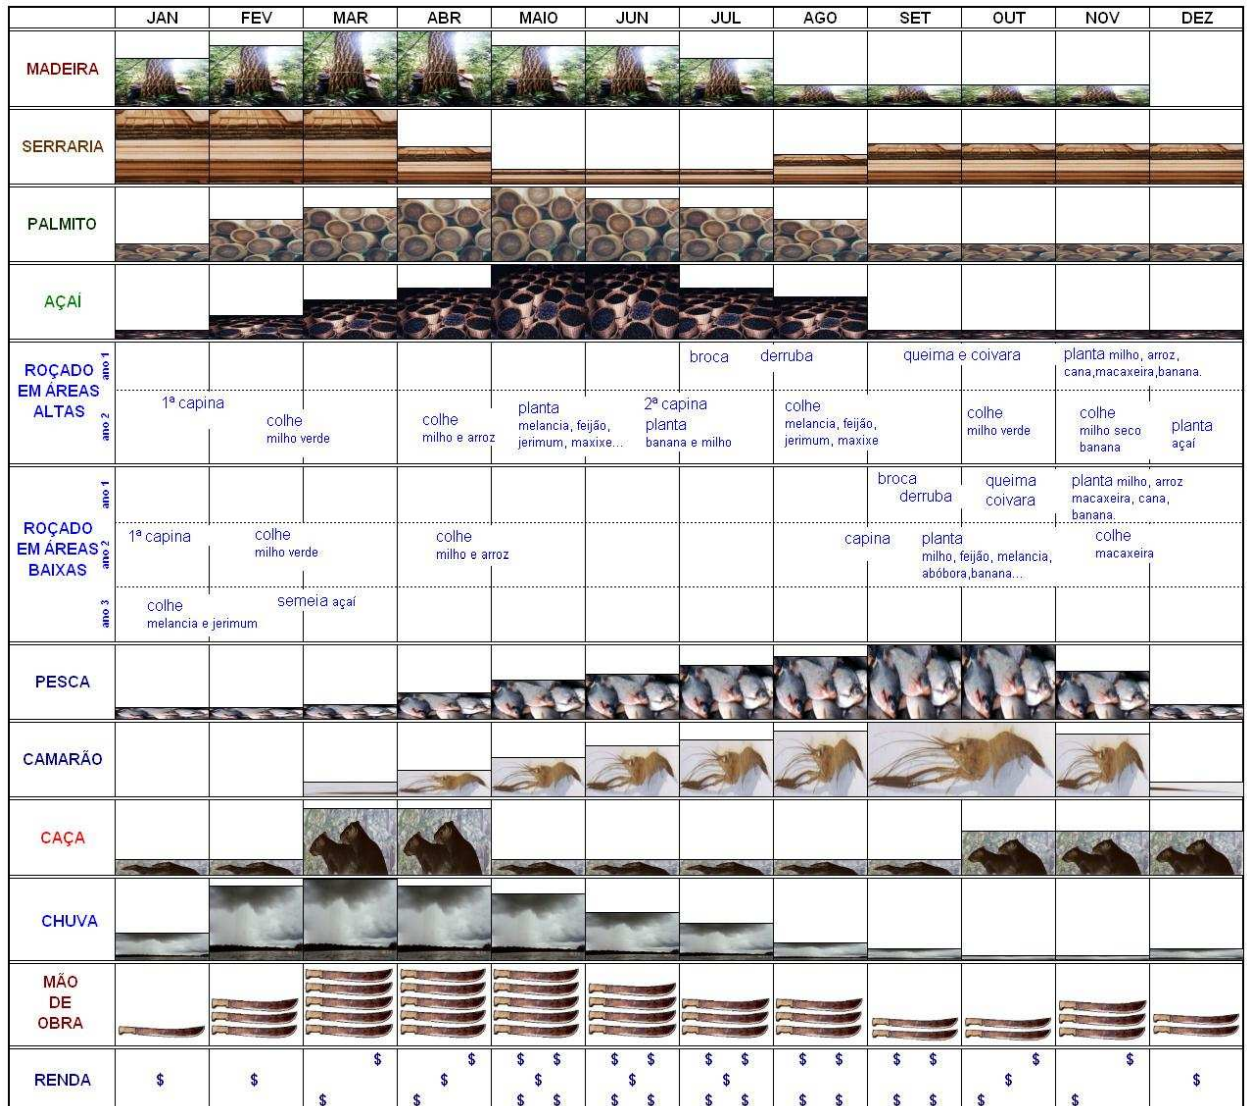 JAN FEV MAR ABR MAIO JUN JUL AGO SET OUT NOV DEZ
MADEIRA
SERRARIA
PALMITO
AÇAÍ
ROÇADO
EM ÁREAS
ALTAS
ano 1
broca derruba queima e coivara planta milho, arroz,
cana,macaxeira,banana.
ano 2
1ª capina
colhe
milho verde
colhe
milho e arroz
planta
melancia, feijão,
jerimum, maxixe...
2ª capina
planta
banana e milho
colhe
melancia, feijão,
jerimum, maxixe
colhe
milho verde
colhe
milho seco
banana
planta
açaí
ROÇADO
EM ÁREAS
BAIXAS
ano 1
broca
derruba
queima
coivara
planta milho, arroz
macaxeira, cana,
banana.
ano 2
1ª capina
colhe
milho verde
colhe
milho e arroz
capina
planta
milho, feijão, melancia,
abóbora,banana...
colhe
macaxeira
ano 3
colhe
melancia e jerimum
semeia açaí
PESCA
CAMARÃO
CAÇA
CHUVA
MÃO
DE
OBRA
RENDA
$ $ $ $ $ $ $ $ $ $ $ $ $ $ $ $
$ $ $ $ $ $ $ $ $ $
$ $ $ $ $ $ $ $ $ $ $ $ $ $